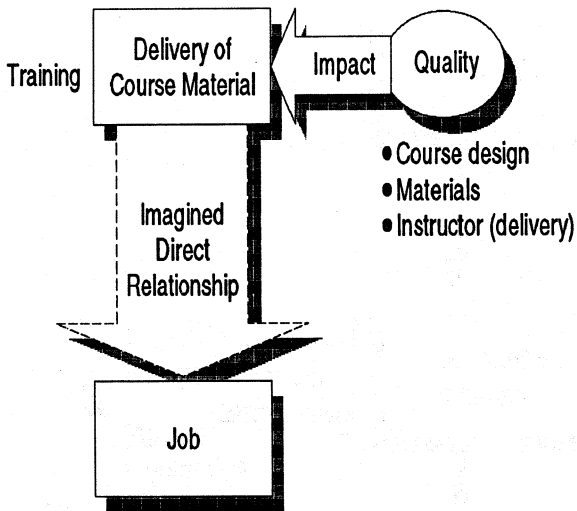 Training
Delivery of
Course Material
Impact
Quality
• Course design
• Materials
• Instructor (delivery)
Imagined
Direct
Relationship
Job